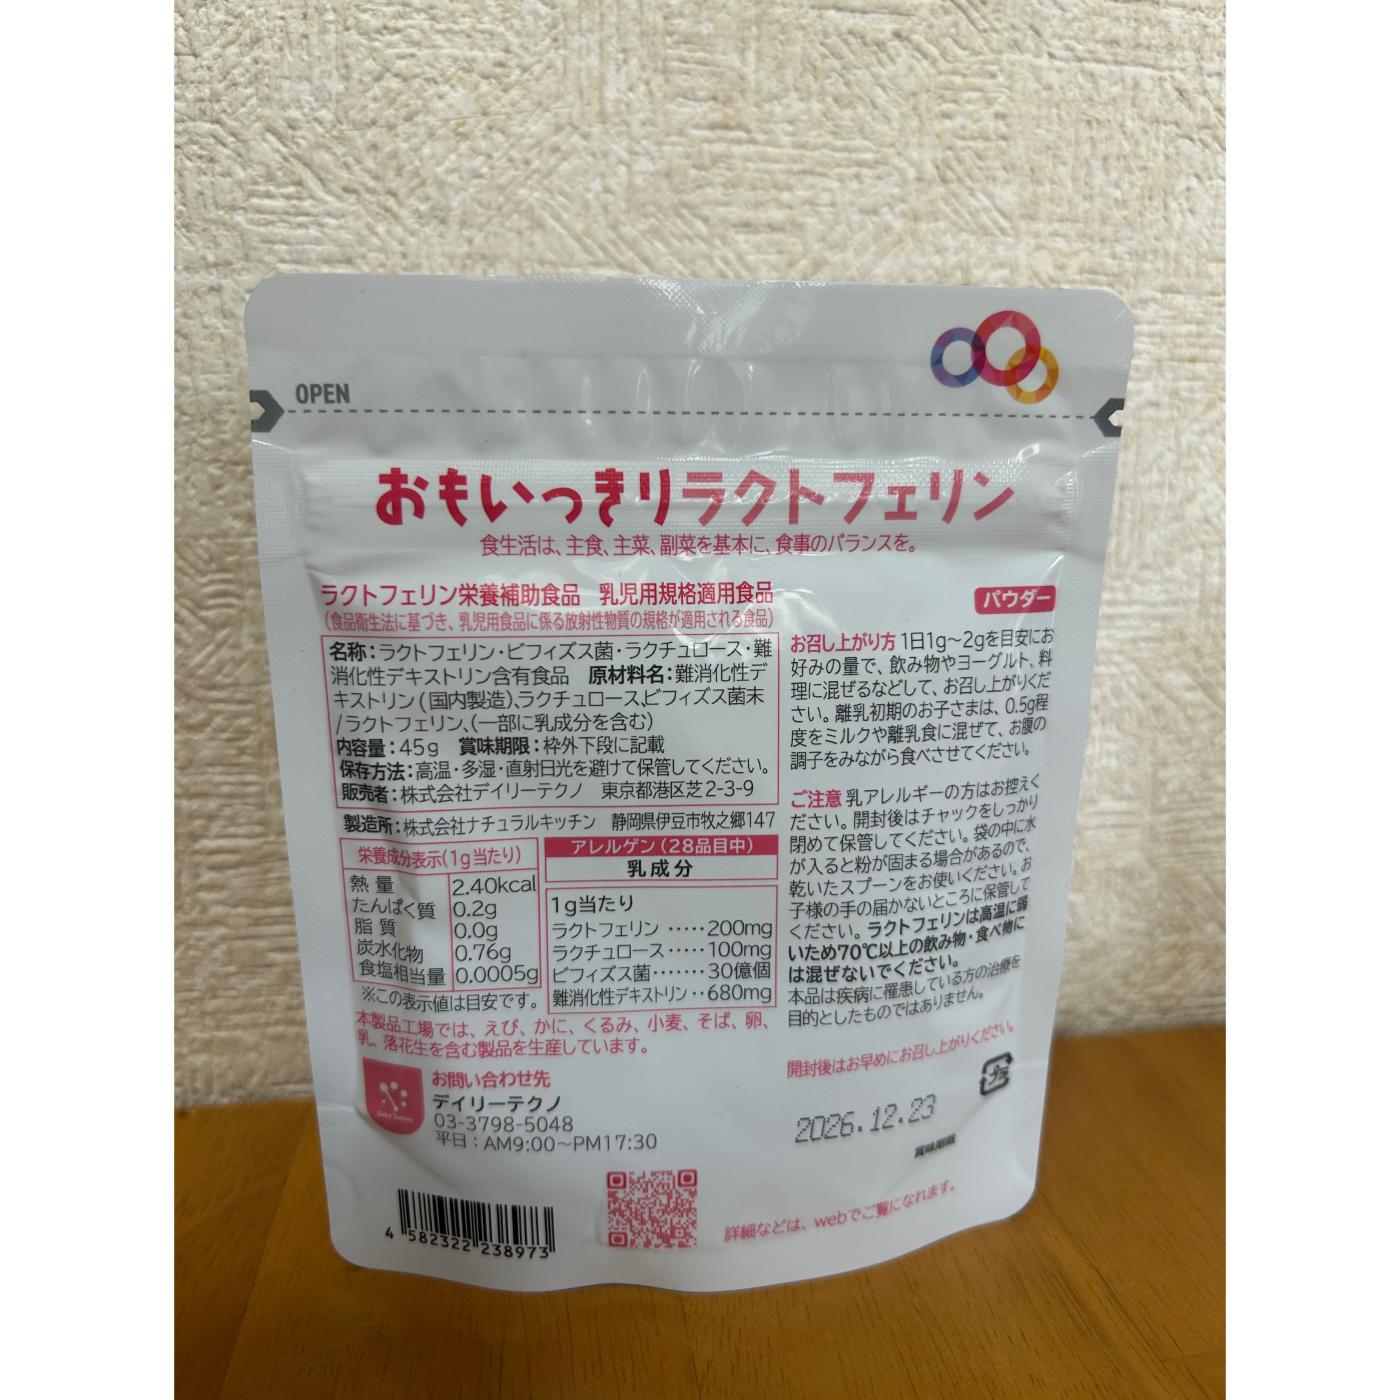 OPEN
おもいっきりラクトフェリン
食生活は、主食、主菜、副菜を基本に、食事のバランスを。
ラクトフェリン栄養補助食品 乳児用規格適用食品
(食品衛生法に基づき、乳児用食品に係る放射性物質の規格が適用される食品)
名称:ラクトフェリン・ビフィズス菌・ラクチュロース・難
消化性デキストリン含有食品 原材料名:難消化性デ
キストリン(国内製造)、ラクチュロース、ビフィズス菌末
/ラクトフェリン、(一部に乳成分を含む)
内容量:45g 賞味期限:枠外下段に記載
保存方法:高温・多湿・直射日光を避けて保管してください。
販売者:株式会社デイリーテクノ 東京都港区芝2-3-9
製造所:株式会社ナチュラルキッチン 静岡県伊豆市牧之郷147
栄養成分表示(1g当たり)
熱量 2.40kcal
たんぱく質 0.2g
脂質 0.0g
炭水化物 0.76g
食塩相当量 0.0005g
※この表示値は目安です。
アレルゲン(28品目中)
乳成分
1g当たり
ラクトフェリン ‥‥‥200mg
ラクチュロース ‥‥‥100mg
ビフィズス菌‥‥‥‥30億個
難消化性デキストリン‥680mg
本製品工場では、えび、かに、くるみ、小麦、そば、卵、
乳、落花生を含む製品を生産しています。
お問い合わせ先
デイリーテクノ
03-3798-5048
平日:AM9:00〜PM17:30
4 582322 238973
パウダー
お召し上がり方 1日1g〜2gを目安にお
好みの量で、飲み物やヨーグルト、料
理に混ぜるなどして、お召し上がりくだ
さい。離乳初期のお子さまは、0.5g程
度をミルクや離乳食に混ぜて、お腹の
調子をみながら食べさせてください。
ご注意 乳アレルギーの方はお控えく
ださい。開封後はチャックをしっかり
閉めて保管してください。袋の中に水
が入ると粉が固まる場合があるので、
乾いたスプーンをお使いください。お
子様の手の届かないところに保管して
ください。ラクトフェリンは高温に弱
いため70℃以上の飲み物・食べ物に
は混ぜないでください。
本品は疾病に罹患している方の治療を
目的としたものではありません。
開封後はお早めにお召し上がりください。
プラ
2026.12.23
賞味期限
詳細などは、webでご覧になれます。